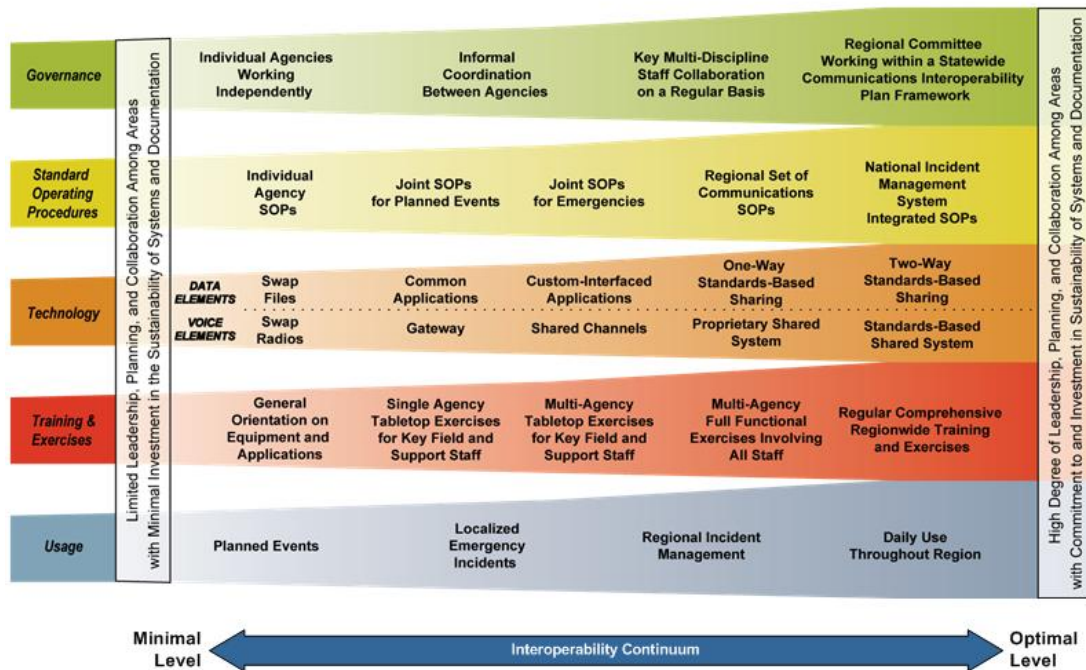 Governance
Individual Agencies
Working
Independently
Informal
Coordination
Between Agencies
Key Multi-Discipline
Staff Collaboration
on a Regular Basis
Regional Committee
Working within a Statewide
Communications Interoperability
Plan Framework
Standard
Operating
Procedures
Individual
Agency
SOPs
Joint SOPs
for Planned Events
Joint SOPs
for Emergencies
Regional Set of
Communications
SOPs
National Incident
Management
System
Integrated SOPs
Technology
DATA
ELEMENTS
Swap
Files
Common
Applications
Custom-Interfaced
Applications
One-Way
Standards-Based
Sharing
Two-Way
Standards-Based
Sharing
VOICE
ELEMENTS
Swap
Radios
Gateway
Shared Channels
Proprietary Shared
System
Standards-Based
Shared System
Training &
Exercises
General
Orientation on
Equipment and
Applications
Single Agency
Tabletop Exercises
for Key Field and
Support Staff
Multi-Agency
Tabletop Exercises
for Key Field and
Support Staff
Multi-Agency
Full Functional
Exercises Involving
All Staff
Regular Comprehensive
Regionwide Training
and Exercises
Usage
Planned Events
Localized
Emergency
Incidents
Regional Incident
Management
Daily Use
Throughout Region
Limited Leadership, Planning, and Collaboration Among Areas
with Minimal Investment in the Sustainability of Systems and Documentation
High Degree of Leadership, Planning, and Collaboration Among Areas
with Commitment to and Investment in Sustainability of Systems and Documentation
Minimal
Level
Interoperability Continuum
Optimal
Level